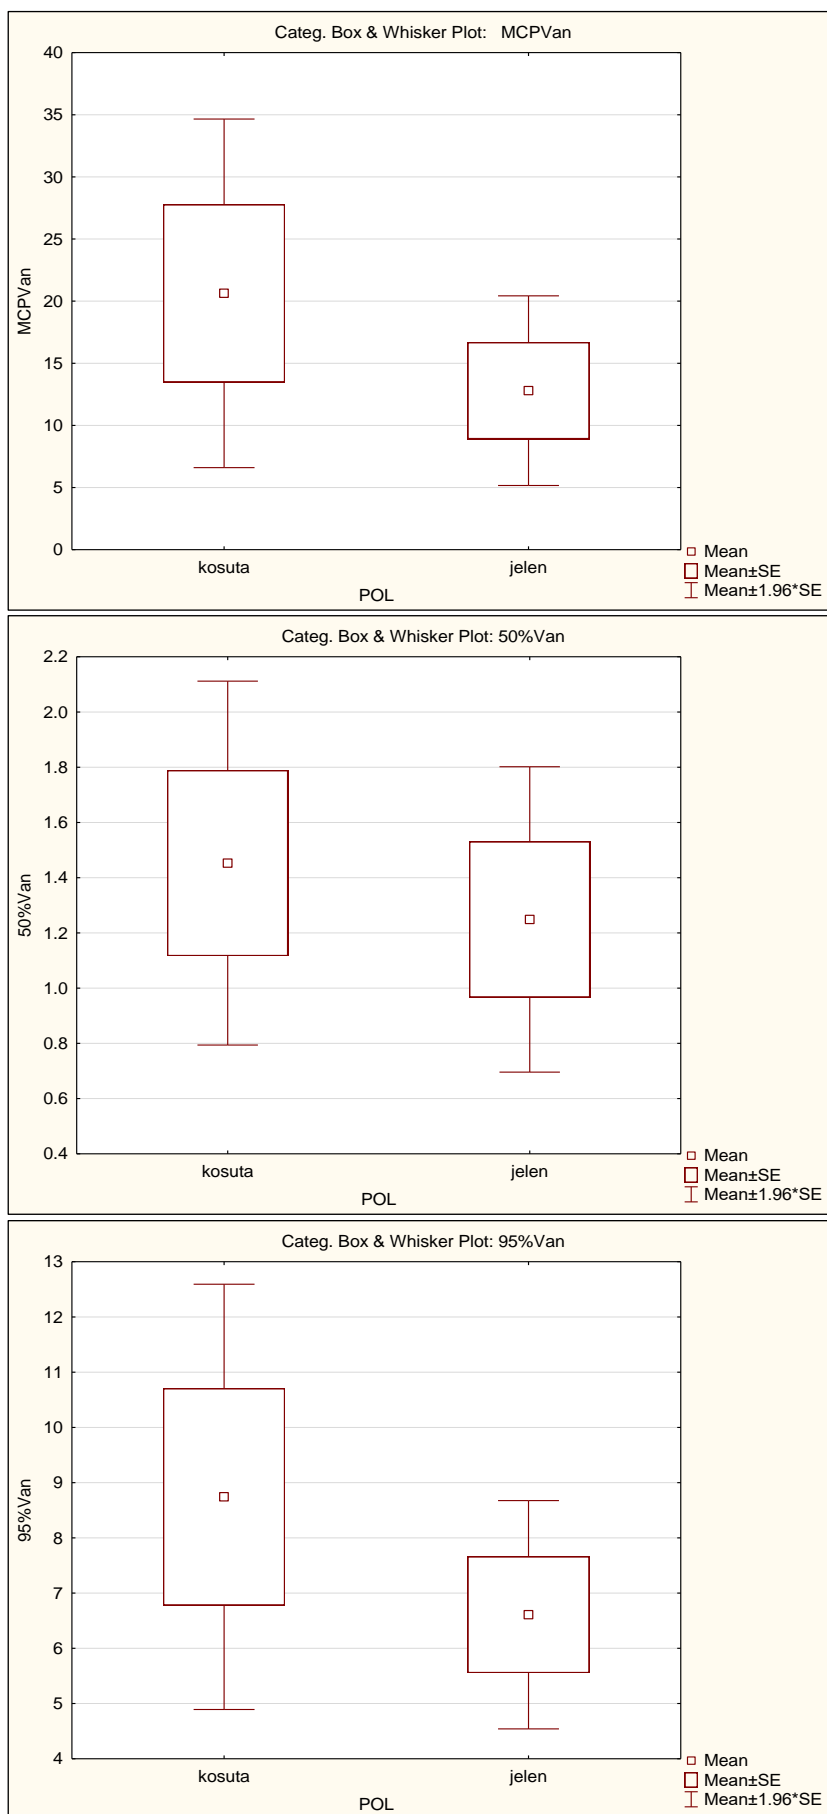 Categ. Box & Whisker Plot:   MCPVan
40
35
30
25
20
15
10
5
0
MCPVan
kosuta
jelen
POL
Mean
Mean±SE
Mean±1.96*SE
Categ. Box & Whisker Plot: 50%Van
2.2
2.0
1.8
1.6
1.4
1.2
1.0
0.8
0.6
0.4
50%Van
kosuta
jelen
POL
Mean
Mean±SE
Mean±1.96*SE
Categ. Box & Whisker Plot: 95%Van
13
12
11
10
9
8
7
6
5
4
95%Van
kosuta
jelen
POL
Mean
Mean±SE
Mean±1.96*SE